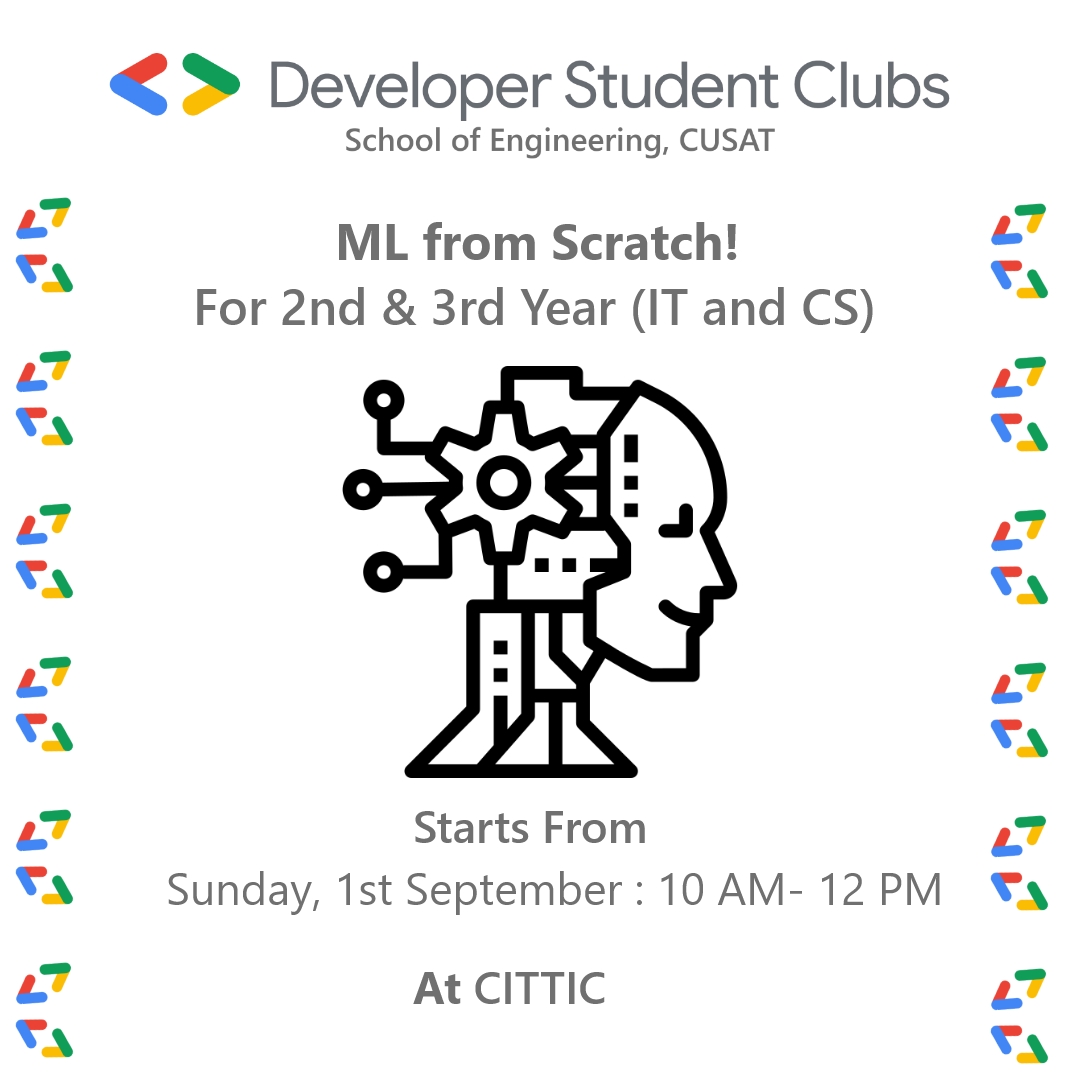 Developer Student Clubs
School of Engineering, CUSAT
ML from Scratch!
For 2nd & 3rd Year (IT and CS)
Starts From
Sunday, 1st September : 10 AM- 12 PM
At CITTIC